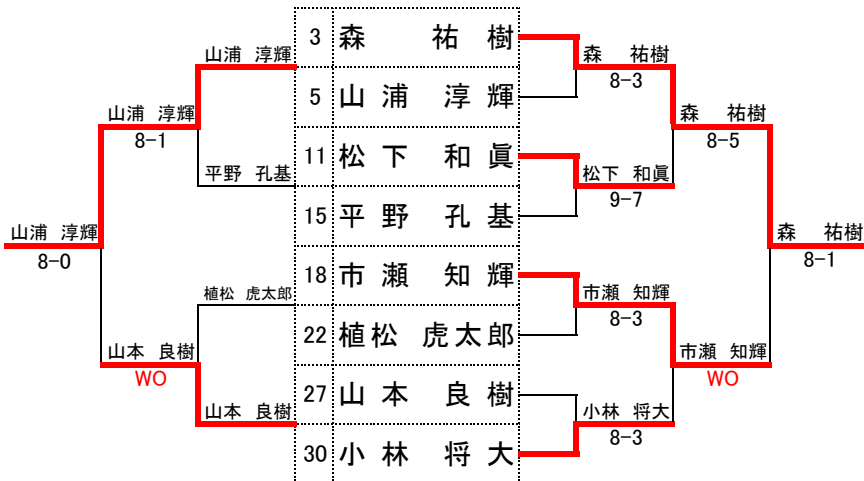 3 森 祐樹
5 山浦 淳輝
11 松下 和眞
15 平野 孔基
18 市瀬 知輝
22 植松 虎太郎
27 山本 良樹
30 小林 将大
山浦 淳輝
平野 孔基
植松 虎太郎
山本 良樹
山浦 淳輝
8-1
山本 良樹
WO
山浦 淳輝
8-0
森 祐樹
8-3
松下 和眞
9-7
市瀬 知輝
8-3
小林 将大
8-3
森 祐樹
8-5
市瀬 知輝
WO
森 祐樹
8-1